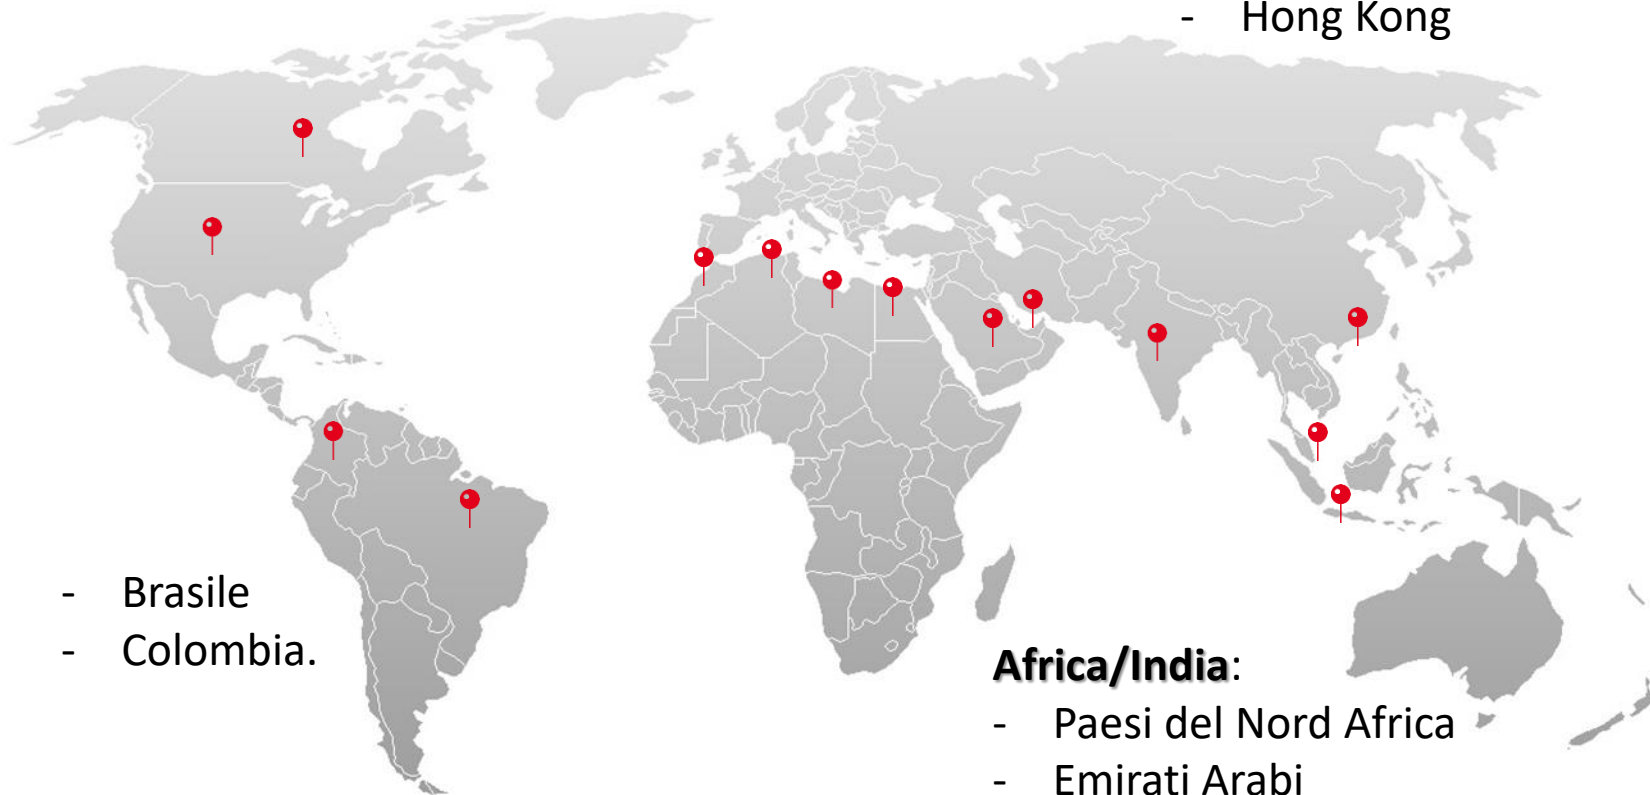 - Hong Kong
- Brasile
- Colombia.
Africa/India:
- Paesi del Nord Africa
- Emirati Arabi